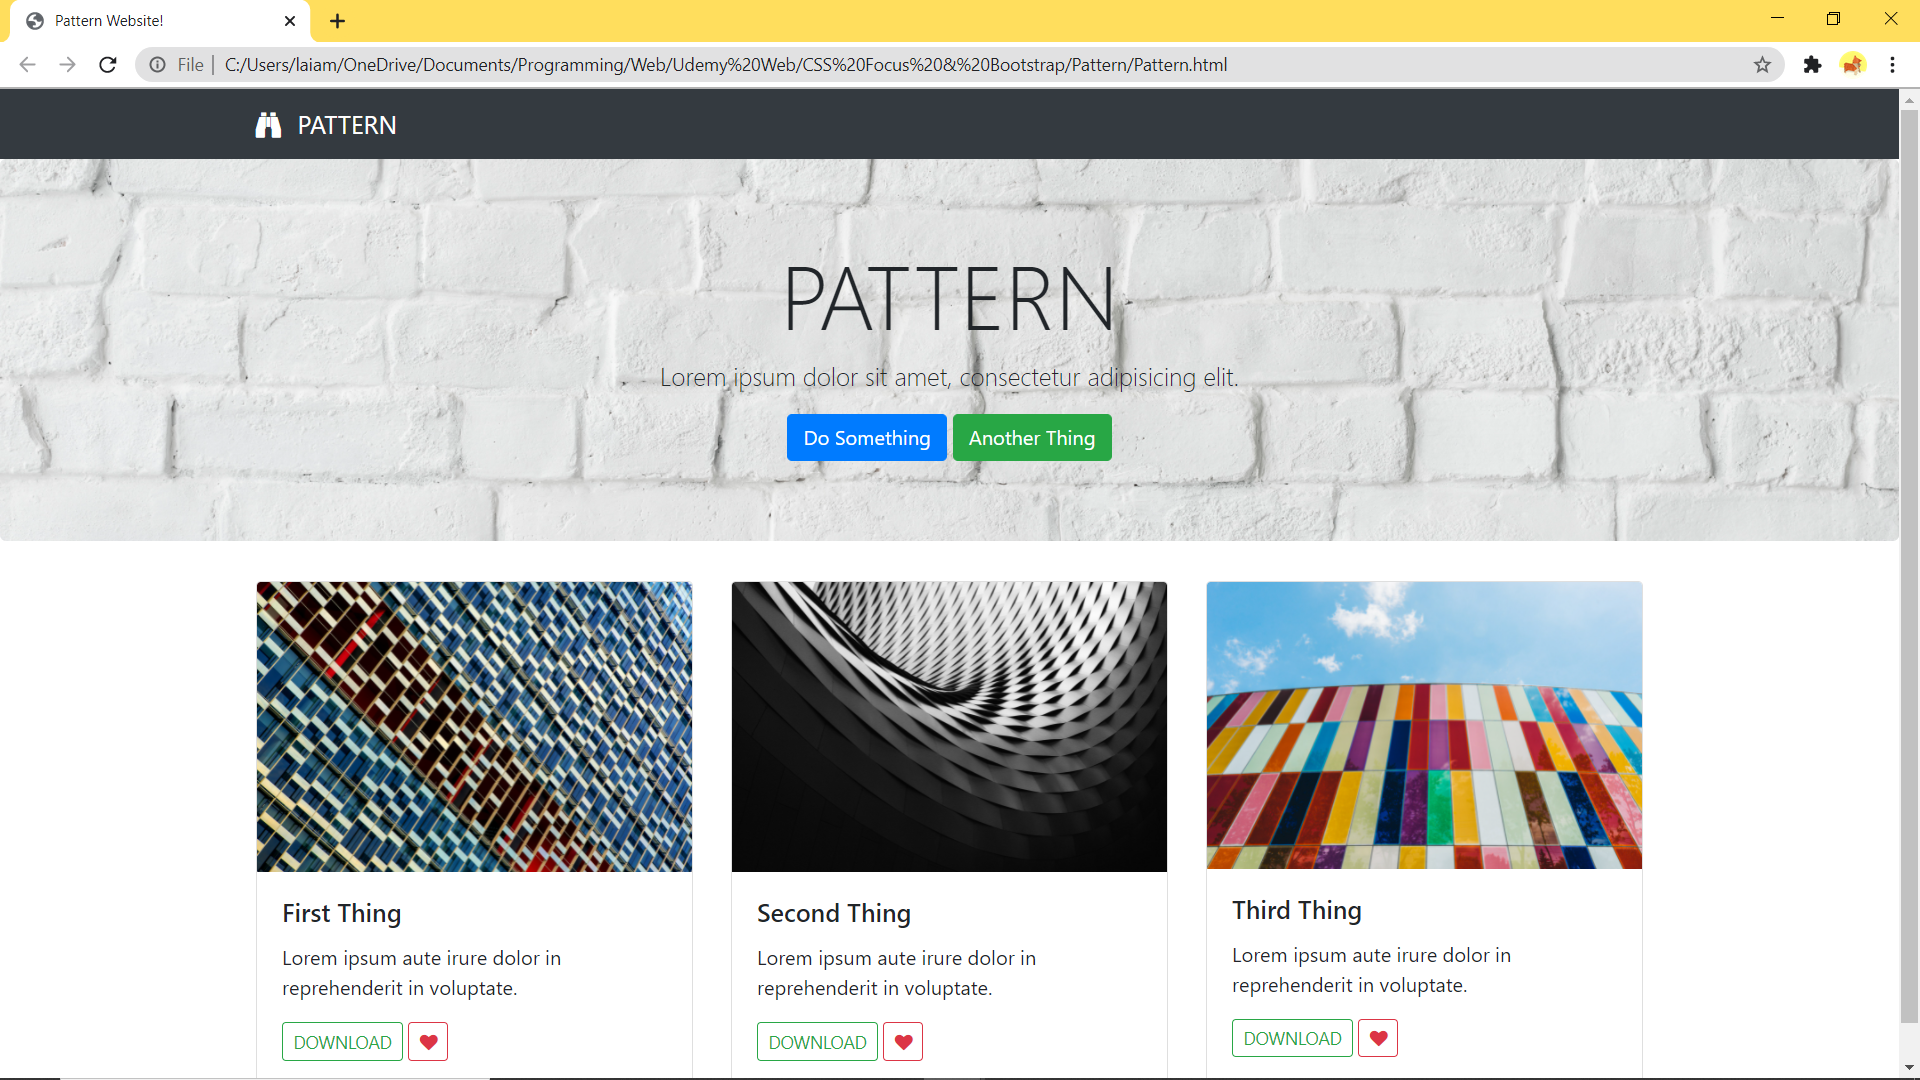 Pattern Website!
File | C:/Users/laiam/OneDrive/Documents/Programming/Web/Udemy%20Web/CSS%20Focus%20&%20Bootstrap/Pattern/Pattern.html
PATTERN
PATTERN
Lorem ipsum dolor sit amet, consectetur adipisicing elit.
Do Something Another Thing
First Thing
Lorem ipsum aute irure dolor in
reprehenderit in voluptate.
DOWNLOAD
Second Thing
Lorem ipsum aute irure dolor in
reprehenderit in voluptate.
DOWNLOAD
Third Thing
Lorem ipsum aute irure dolor in
reprehenderit in voluptate.
DOWNLOAD